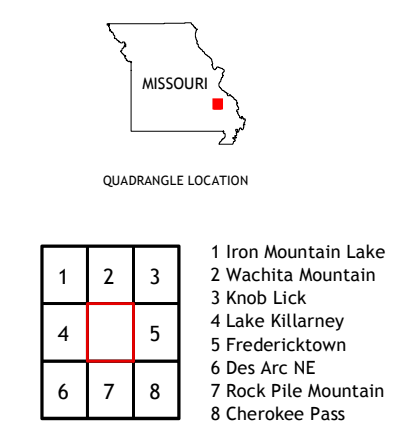 MISSOURI
QUADRANGLE LOCATION
1 2 3
4 5
6 7 8
1 Iron Mountain Lake
2 Wachita Mountain
3 Knob Lick
4 Lake Killarney
5 Fredericktown
6 Des Arc NE
7 Rock Pile Mountain
8 Cherokee Pass